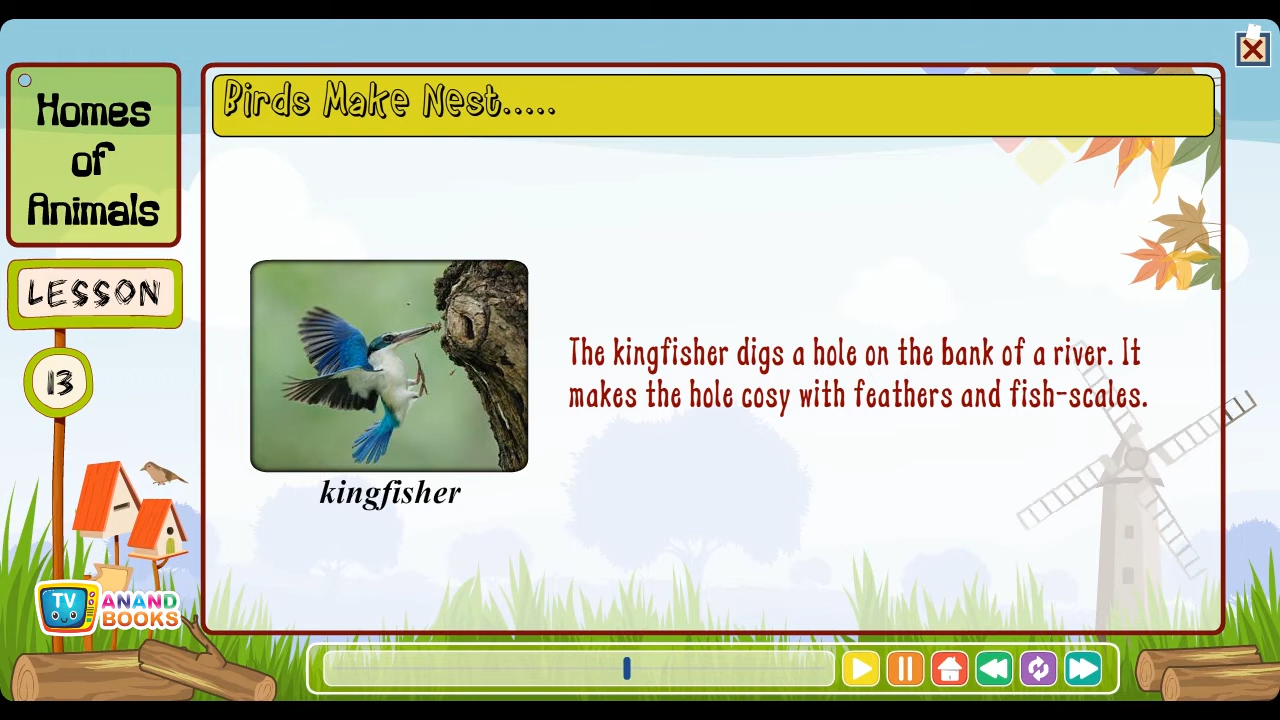 Homes
of
Animals
LESSON
13
Birds Make Nest.....
The kingfisher digs a hole on the bank of a river. It
makes the hole cosy with feathers and fish-scales.
kingfisher
TV
ANAND
BOOKS